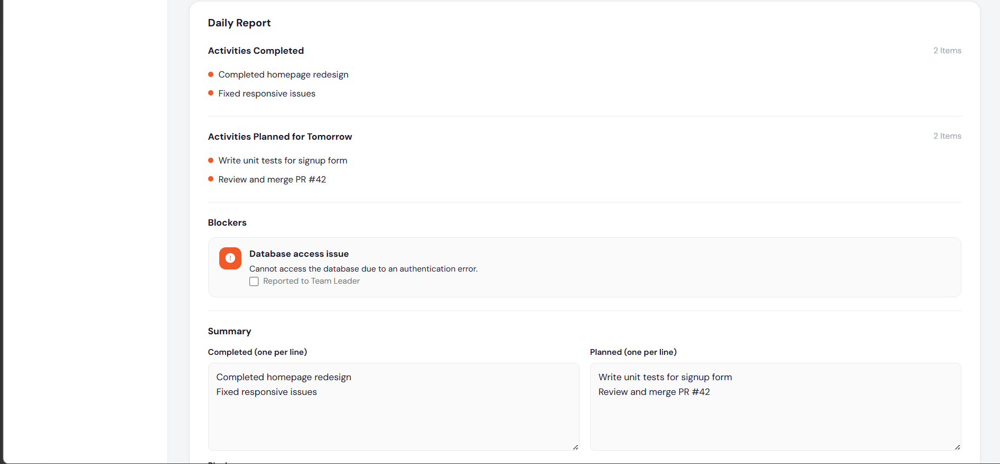 Daily Report
Activities Completed
2 Items
Completed homepage redesign
Fixed responsive issues
Activities Planned for Tomorrow
2 Items
Write unit tests for signup form
Review and merge PR #42
Blockers
Database access issue
Cannot access the database due to an authentication error.
Reported to Team Leader
Summary
Completed (one per line)
Planned (one per line)
Completed homepage redesign
Fixed responsive issues
Write unit tests for signup form
Review and merge PR #42